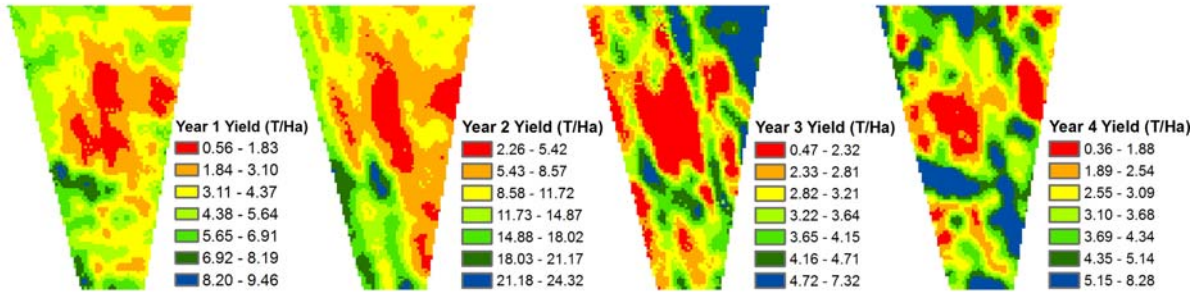 Year 1 Yield (T/Ha)
0.56 - 1.83
1.84 - 3.10
3.11 - 4.37
4.38 - 5.64
5.65 - 6.91
6.92 - 8.19
8.20 - 9.46
Year 2 Yield (T/Ha)
2.26 - 5.42
5.43 - 8.57
8.58 - 11.72
11.73 - 14.87
14.88 - 18.02
18.03 - 21.17
21.18 - 24.32
Year 3 Yield (T/Ha)
0.47 - 2.32
2.33 - 2.81
2.82 - 3.21
3.22 - 3.64
3.65 - 4.15
4.16 - 4.71
4.72 - 7.32
Year 4 Yield (T/Ha)
0.36 - 1.88
1.89 - 2.54
2.55 - 3.09
3.10 - 3.68
3.69 - 4.34
4.35 - 5.14
5.15 - 8.28